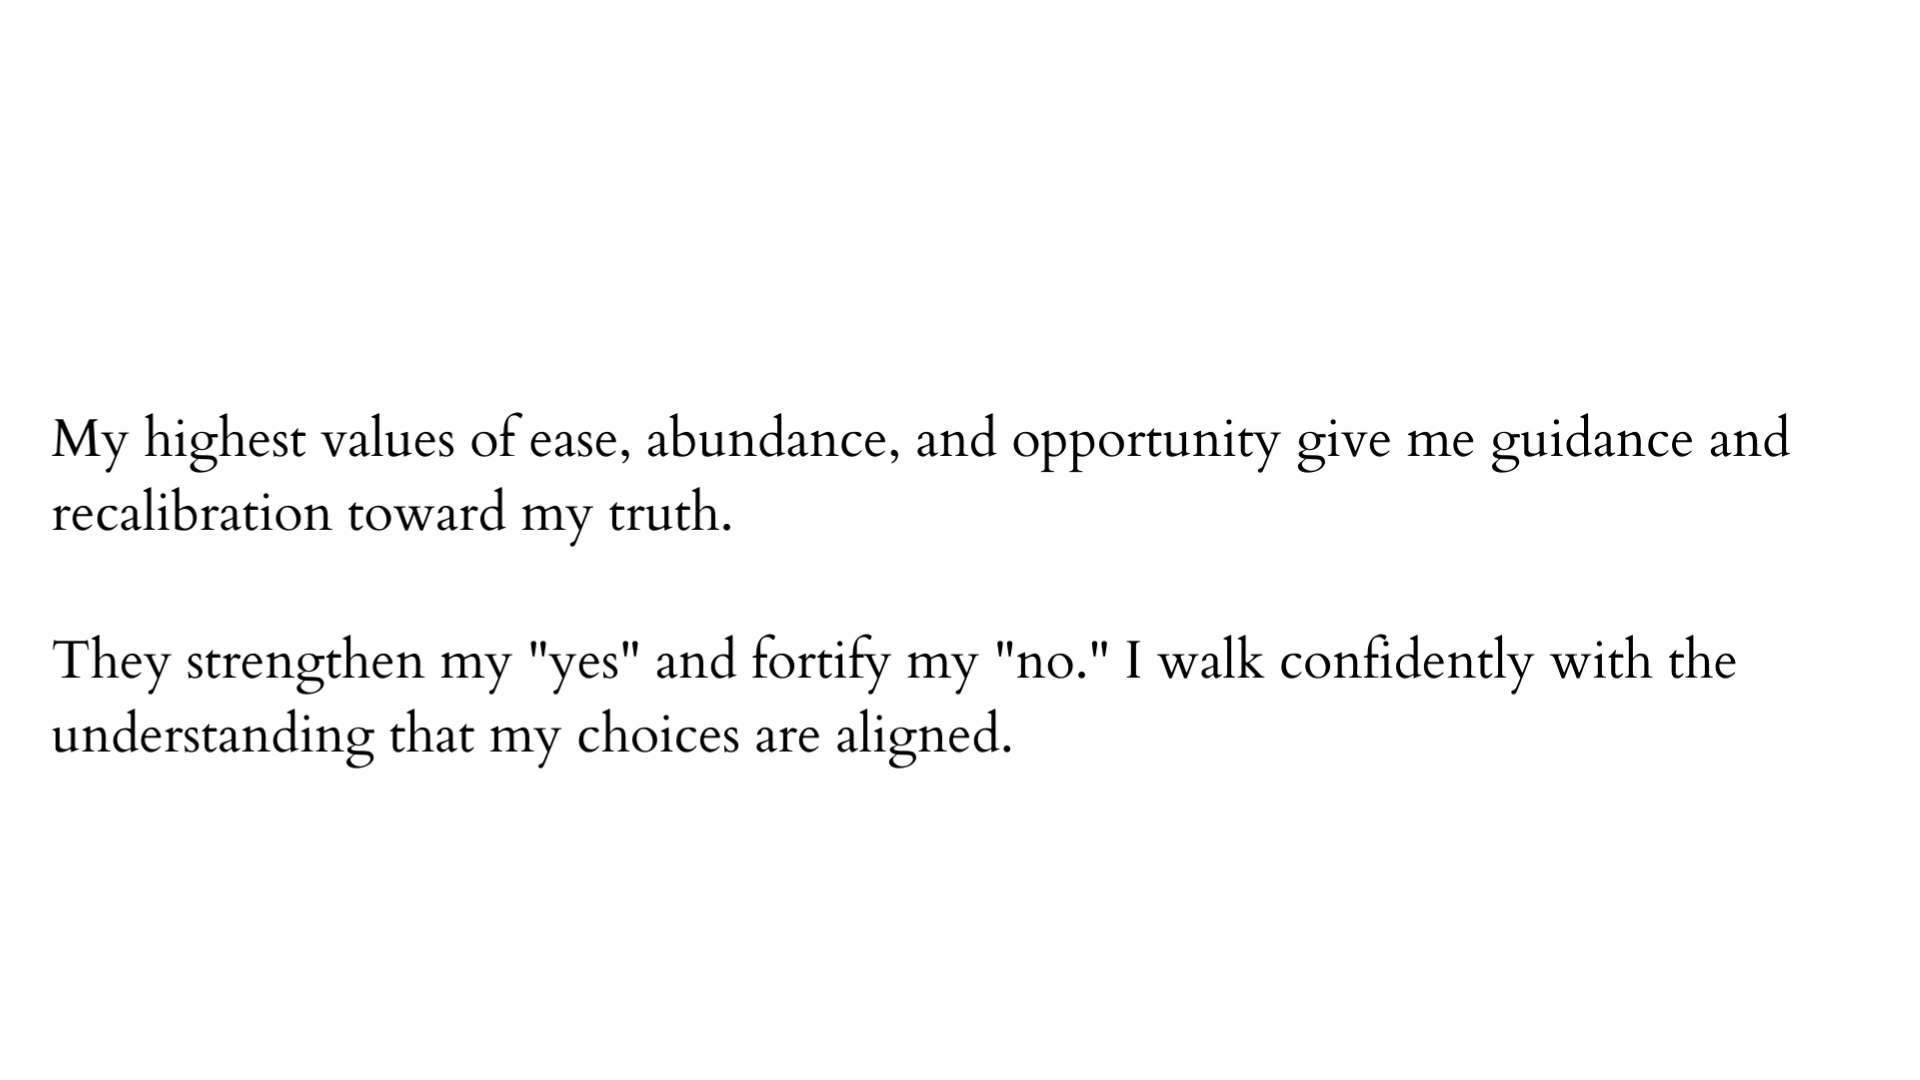 My highest values of ease, abundance, and opportunity give me guidance and
recalibration toward my truth.
They strengthen my "yes" and fortify my "no." I walk confidently with the
understanding that my choices are aligned.